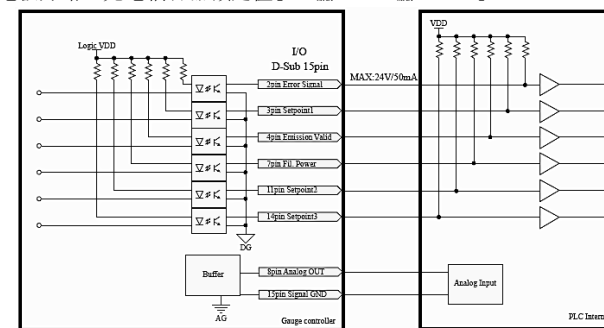 Logic VDD
I/O
D-Sub 15pin
2pin Error Signal
3pin Setpoint1
4pin Emission Valid
7pin Fil. Power
11pin Setpoint2
14pin Setpoint3
DG
Buffer
8pin Analog OUT
15pin Signal GND
AG
Gauge controller
MAX:24V/50mA
VDD
Analog Input
PLC Intern